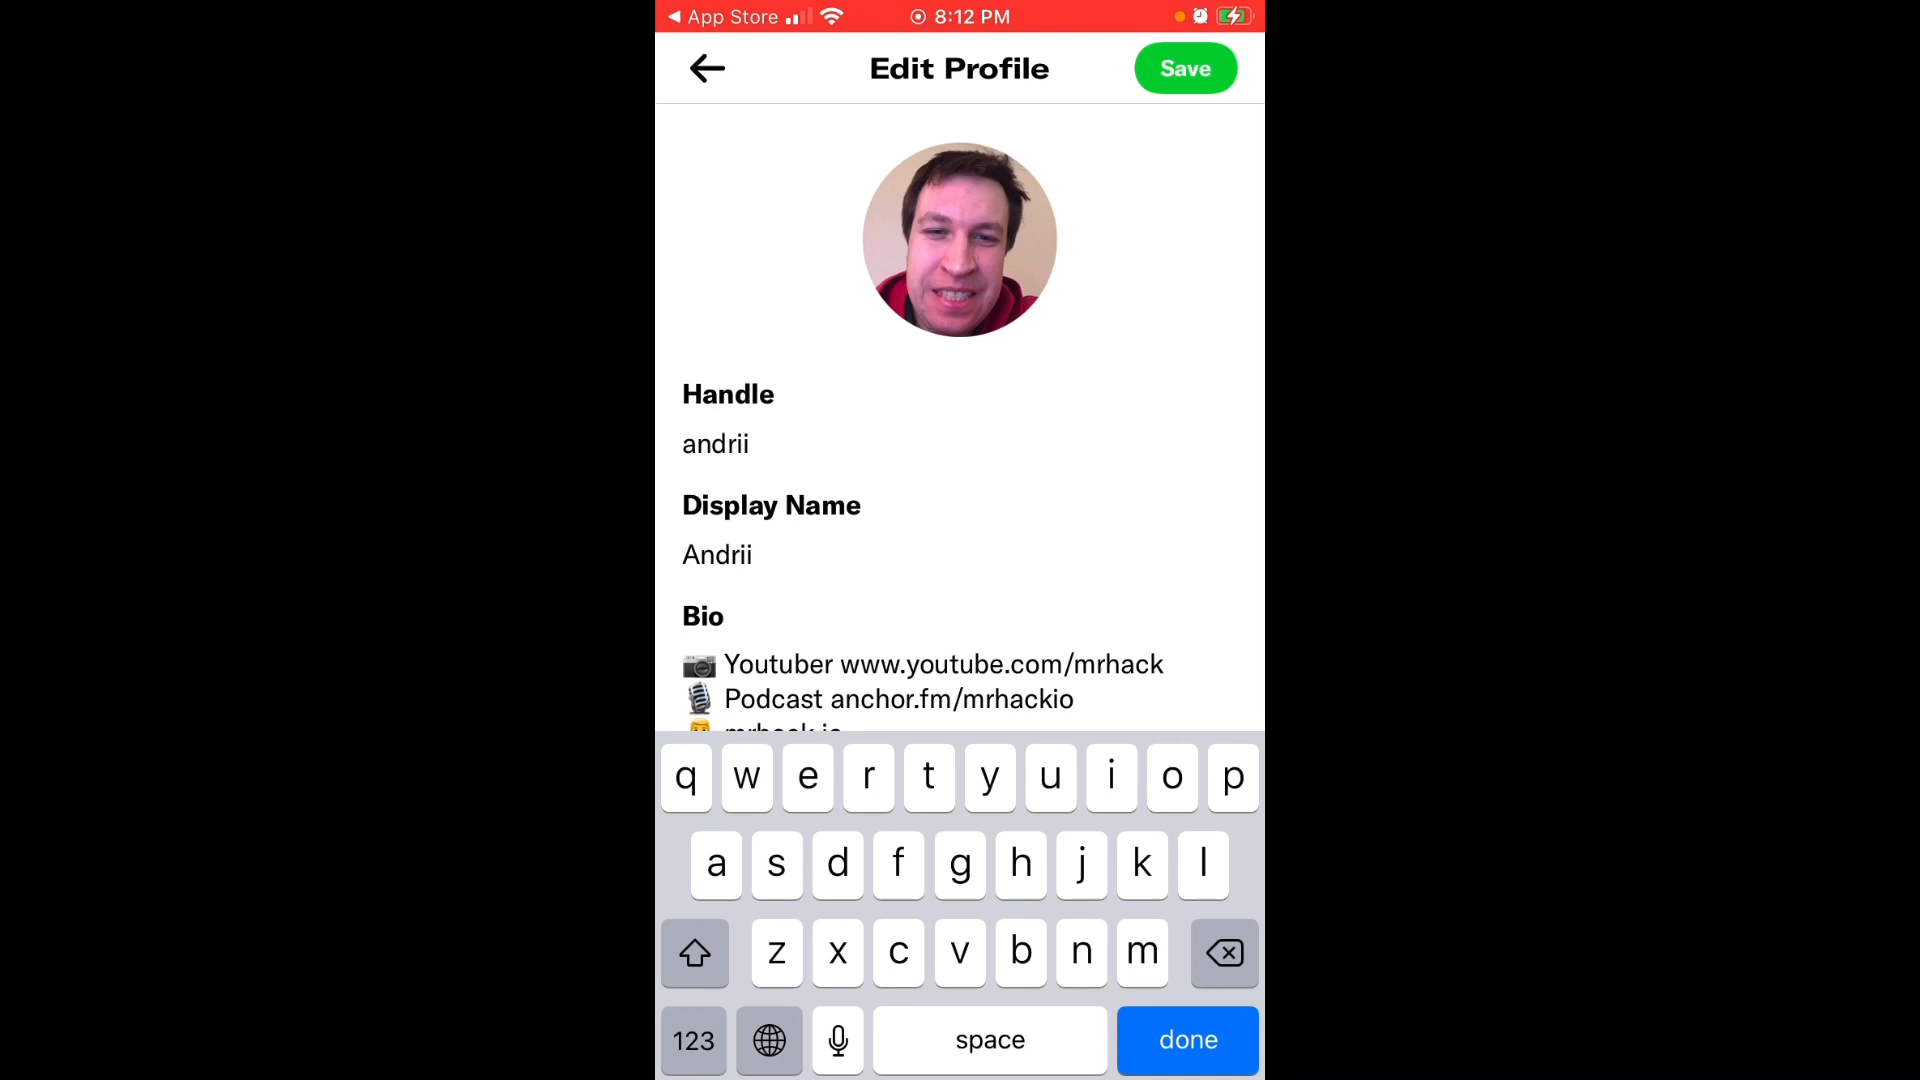 App Store 8:12 PM
Edit Profile
Save
Handle
andrii
Display Name
Andrii
Bio
Youtuber www.youtube.com/mrhack
Podcast anchor.fm/mrhackio
q w e r t y u i o p
a s d f g h j k l
z x c v b n m
123 space done